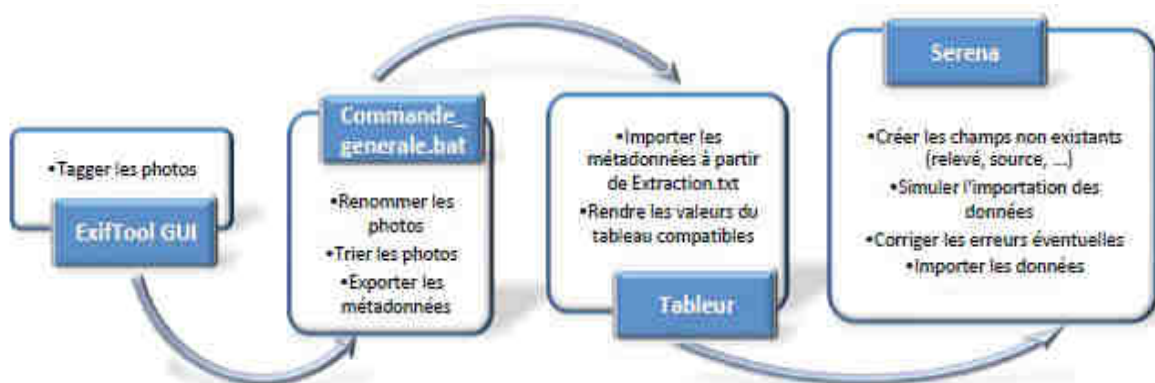 •Tagger les photos
ExifTool GUI
Commande_
generale.bat
•Renommer les
photos
•Trier les photos
•Exporter les
métadonnées
•Importer les
métadonnées à partir
de Extraction.txt
•Rendre les valeurs du
tableau compatibles
Tableur
Serena
•Créer les champs non existants
(relevé, source, ...)
•Simuler l'importation des
données
•Corriger les erreurs éventuelles
•Importer les données